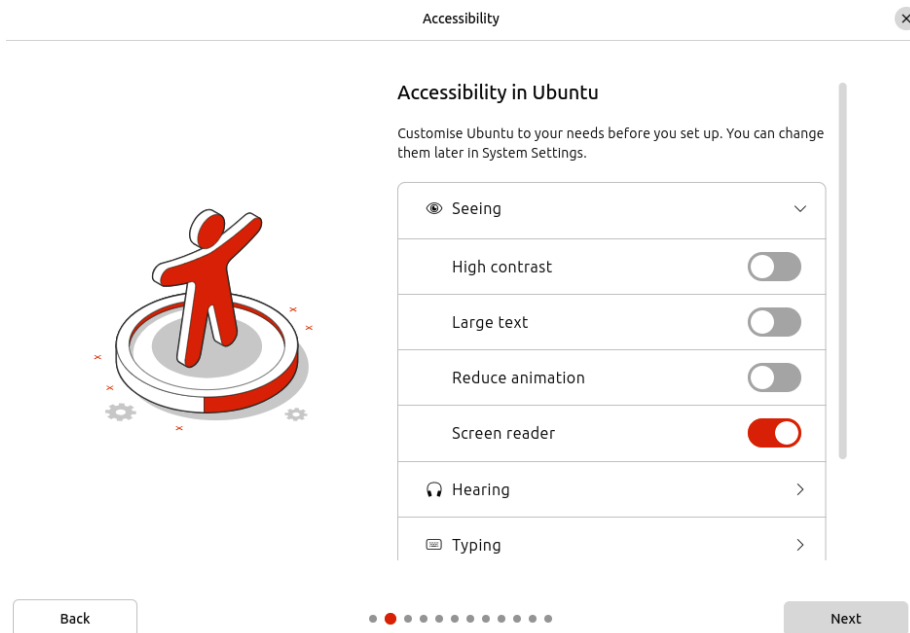 Accessibility
Accessibility in Ubuntu
Customise Ubuntu to your needs before you set up. You can change
them later in System Settings.
Seeing
High contrast
Large text
Reduce animation
Screen reader
Hearing
Typing
Back
Next